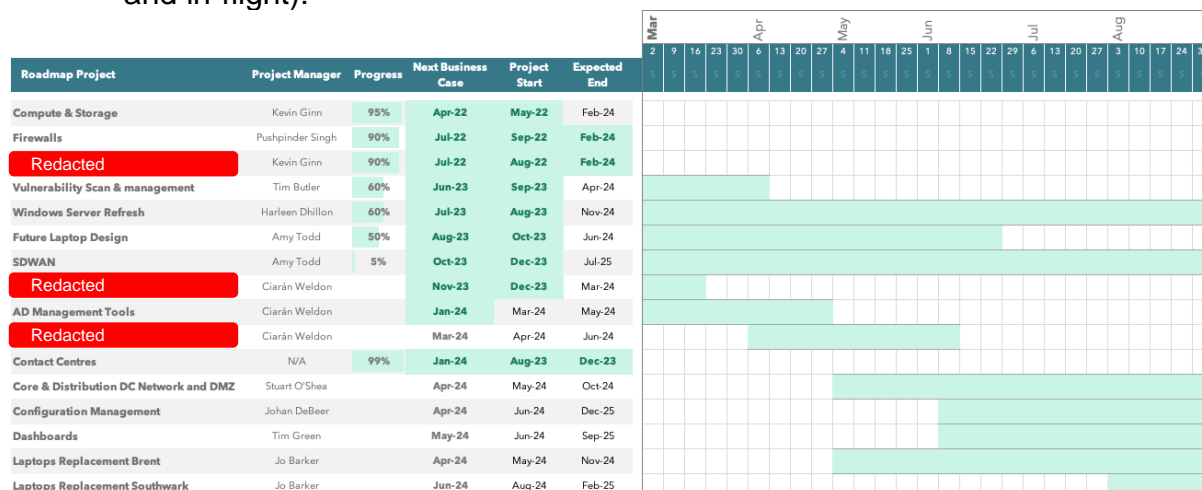 and in-flight).
Mar Apr May Jun Jul Aug
2 9 16 23 30 6 13 20 27 4 11 18 25 1 8 15 22 29 6 13 20 27 3 10 17 24
Roadmap Project Project Manager Progress Next Business Case Project Start Expected End
S S S S S S S S S S S S S S S S S S S S S S S S S S S
Compute & Storage Kevin Ginn 95% Apr-22 May-22 Feb-24
Firewalls Pushpinder Singh 90% Jul-22 Sep-22 Feb-24
Redacted Kevin Ginn 90% Jul-22 Aug-22 Feb-24
Vulnerability Scan & management Tim Butler 60% Jun-23 Sep-23 Apr-24
Windows Server Refresh Harleen Dhillon 60% Jul-23 Aug-23 Nov-24
Future Laptop Design Amy Todd 50% Aug-23 Oct-23 Jun-24
SDWAN Amy Todd 5% Oct-23 Dec-23 Jul-25
Redacted Ciarán Weldon Nov-23 Dec-23 Mar-24
AD Management Tools Ciarán Weldon Jan-24 Mar-24 May-24
Redacted Ciarán Weldon Mar-24 Apr-24 Jun-24
Contact Centres N/A 99% Jan-24 Aug-23 Dec-23
Core & Distribution DC Network and DMZ Stuart O'Shea Apr-24 May-24 Oct-24
Configuration Management Johan DeBeer Apr-24 Jun-24 Dec-25
Dashboards Tim Green May-24 Jun-24 Sep-25
Laptops Replacement Brent Jo Barker Apr-24 May-24 Nov-24
Laptops Replacement Southwark Jo Barker Jun-24 Aug-24 Feb-25